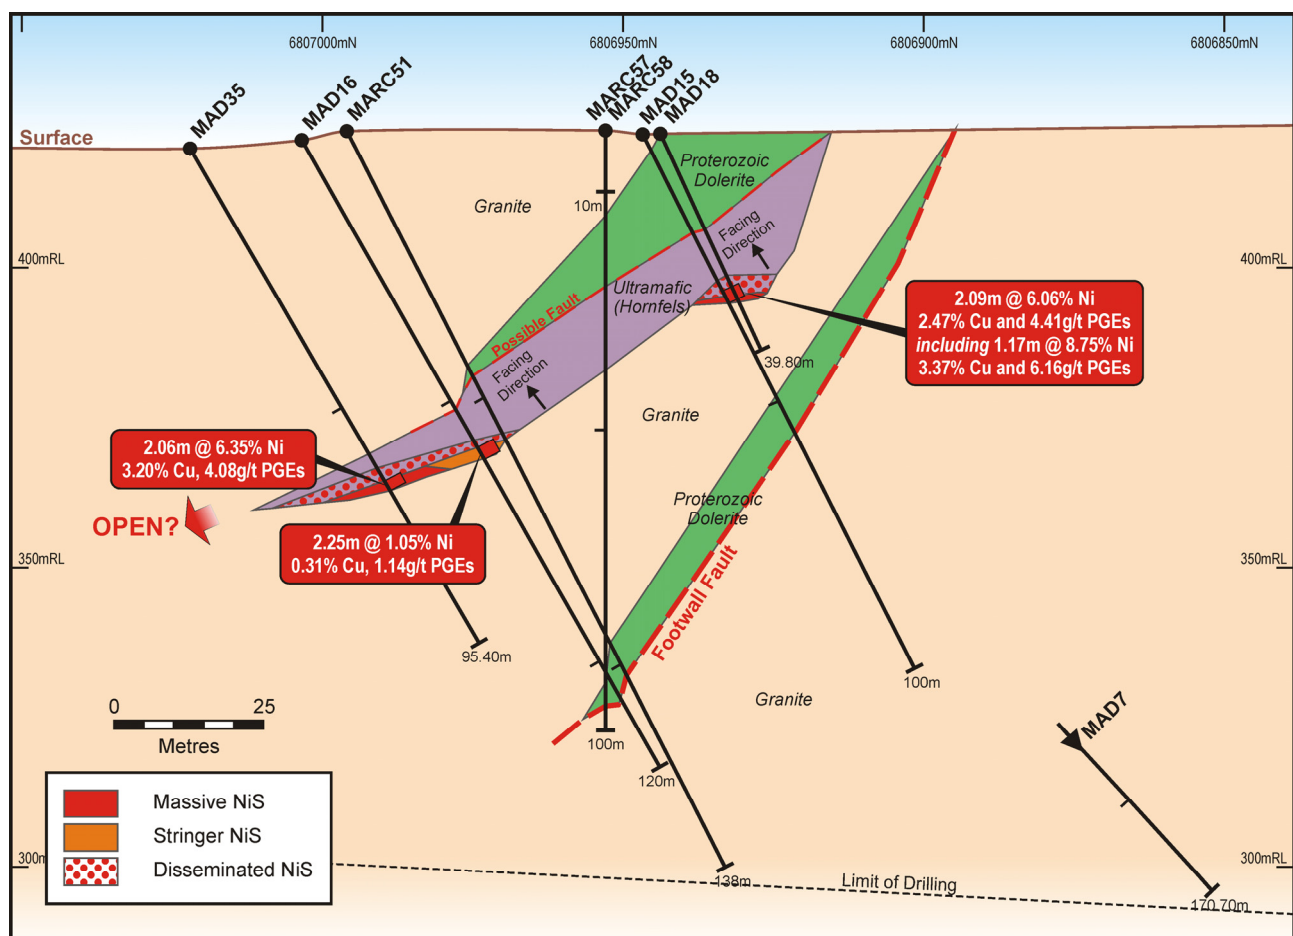 6807000mN
6806950mN
6806900mN
6806850mN
MAD35
MAD16
MARC51
MARC57
MARC58
MAD15
MAD18
Surface
Proterozoic
Dolerite
Granite
10m
Facing
Direction
400mRL
400mRL
Ultramafic
(Hornfels)
Possible Fault
2.09m @ 6.06% Ni
2.47% Cu and 4.41g/t PGEs
including 1.17m @ 8.75% Ni
3.37% Cu and 6.16g/t PGEs
39.80m
Facing
Direction
Granite
2.06m @ 6.35% Ni
3.20% Cu, 4.08g/t PGEs
OPEN?
2.25m @ 1.05% Ni
0.31% Cu, 1.14g/t PGEs
Proterozoic
Dolerite
350mRL
350mRL
Footwall Fault
95.40m
100m
Granite
0 25
Metres
100m
MAD7
120m
Massive NiS
Stringer NiS
Disseminated NiS
300m
300mRL
138m
Limit of Drilling
170.70m